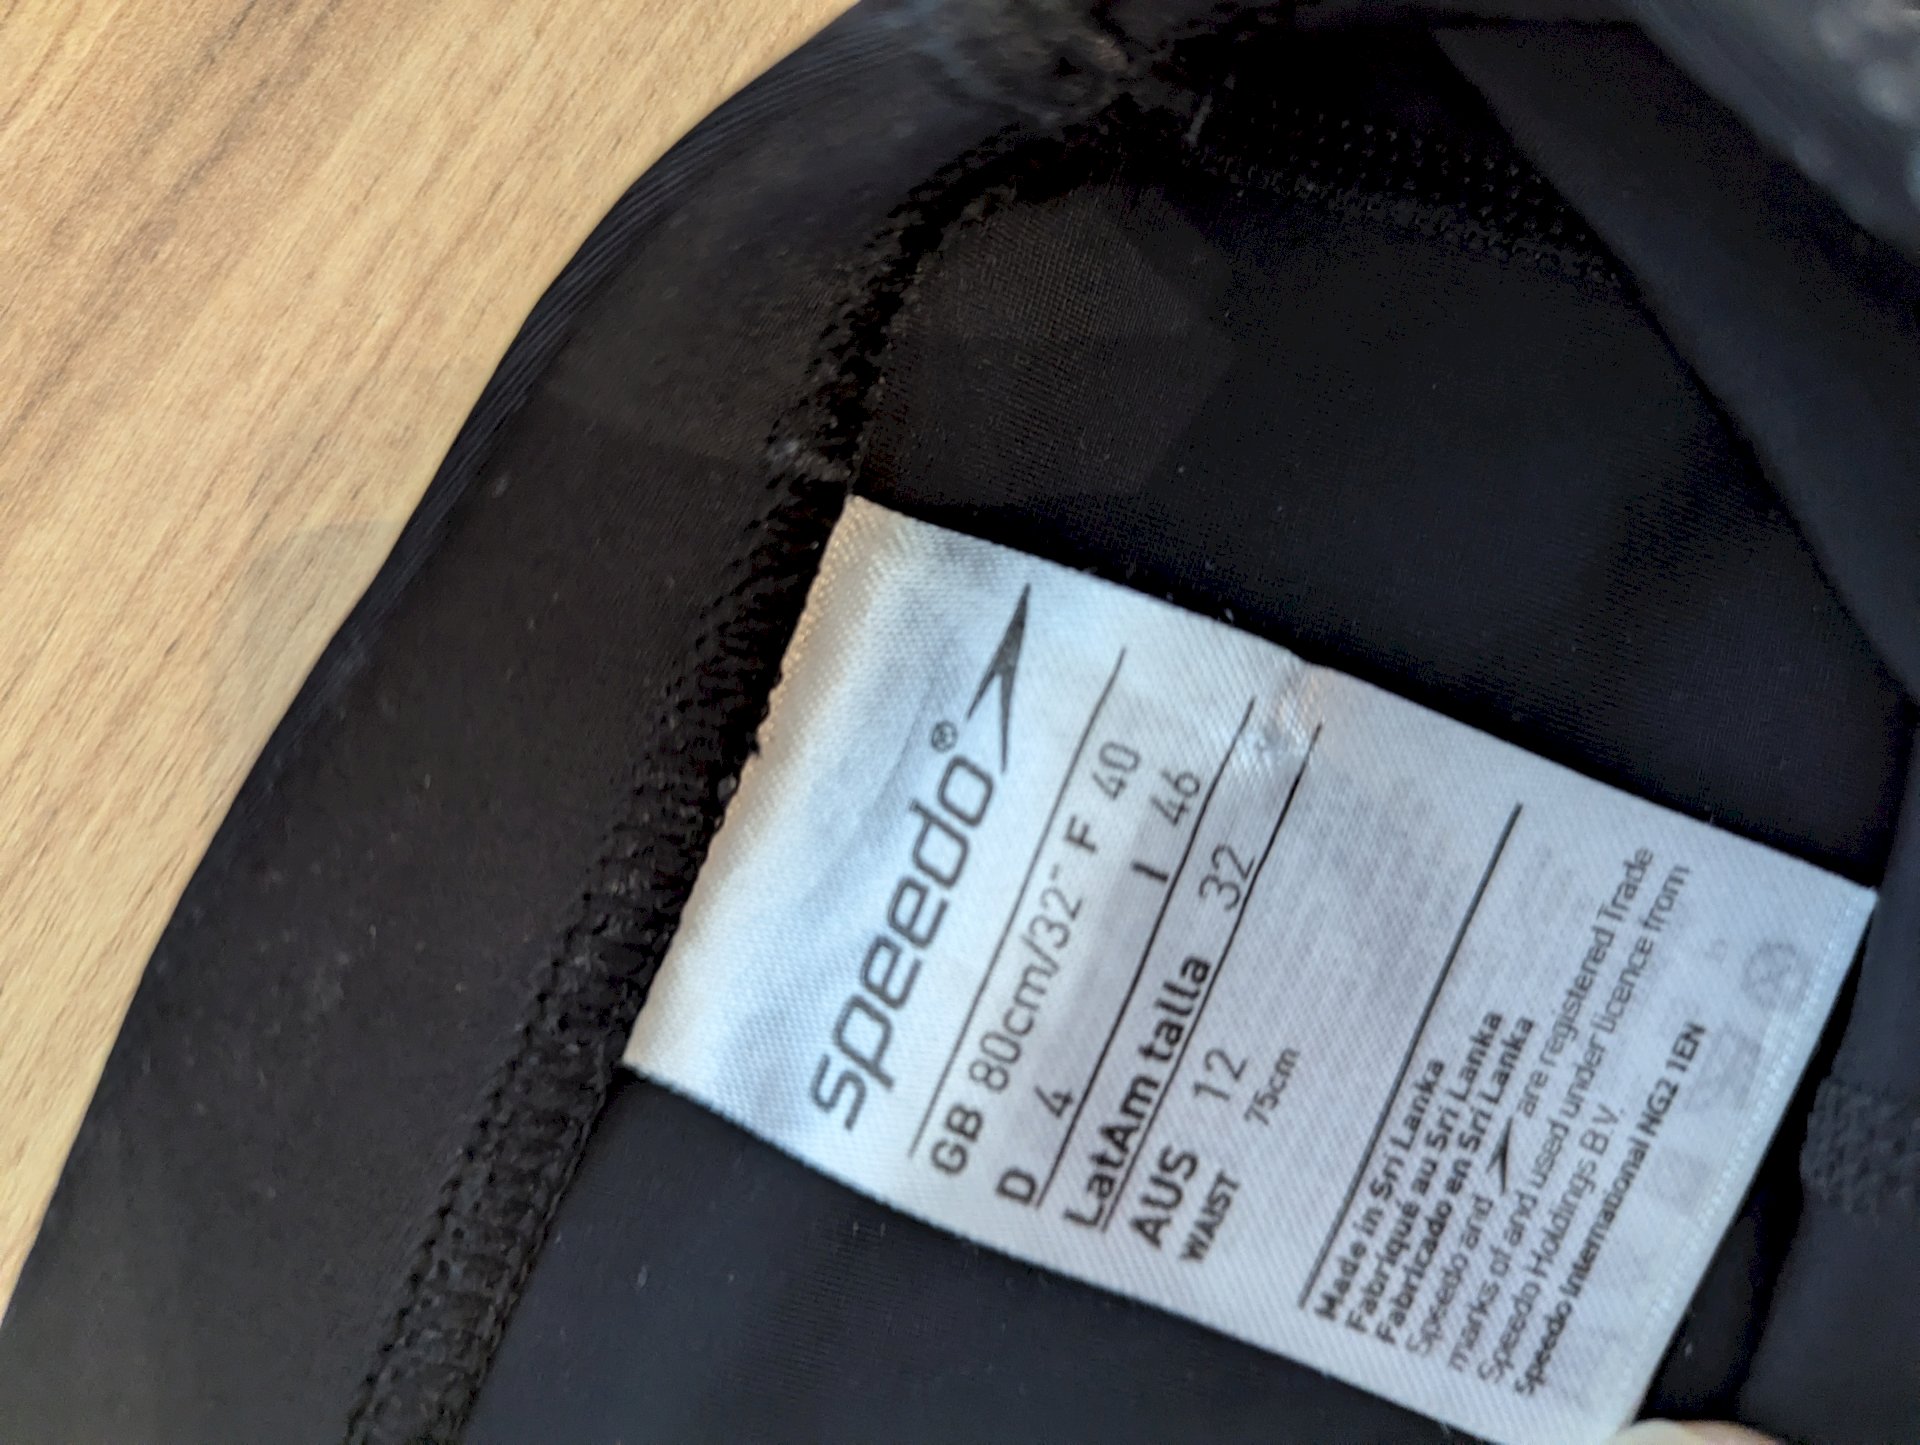 speedo®
GB 80cm/32" F 40
D 4 I 46
LatAm talla 32
AUS 12
WAIST 75cm
Made in Sri Lanka
Fabriqué au Sri Lanka
Fabricado en Sri Lanka
Speedo and are registered Trade
marks of and used under licence from
Speedo Holdings B.V.
Speedo International NG2 1EN